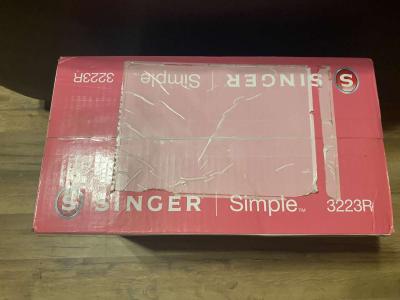 3223R | Simple | SINGER S
S SINGER | Simple™ 3223R